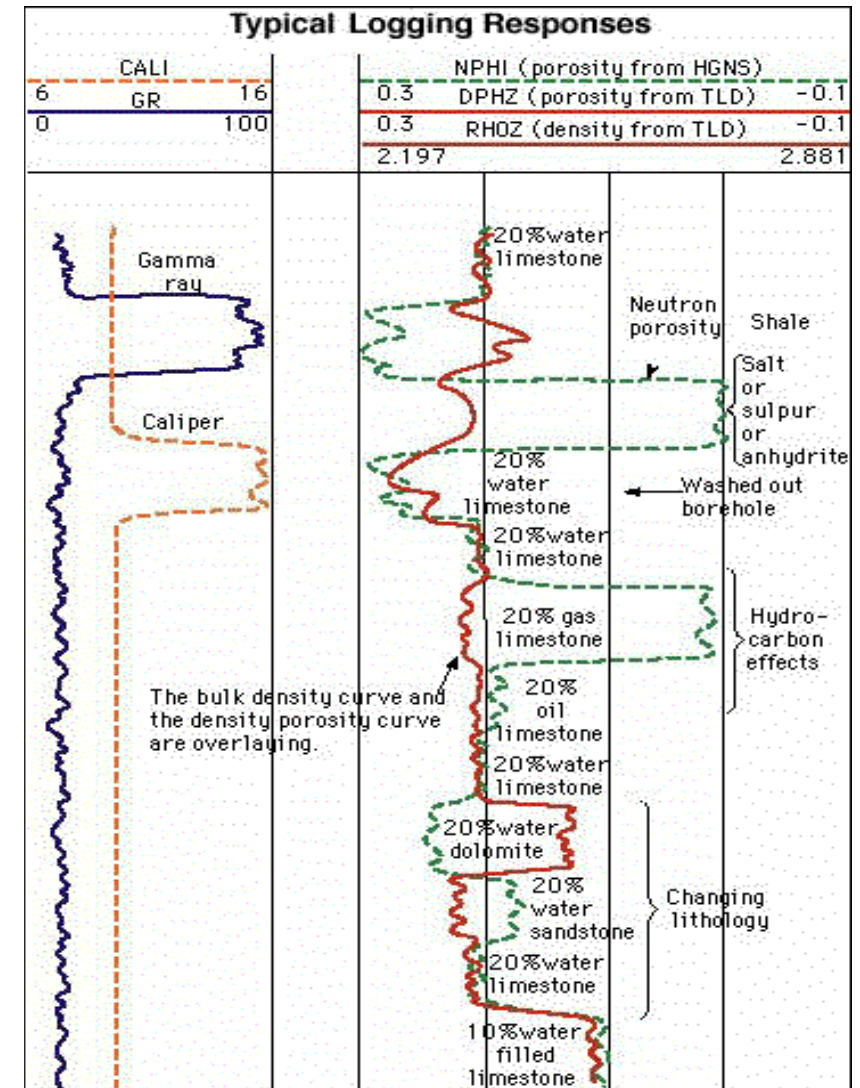 Typical Logging Responses
CALI
6 16
GR
0 100
NPHI (porosity from HGNS)
0.3 DPHZ (porosity from TLD) -0.1
0.3 RHOZ (density from TLD) -0.1
2.197 2.881
20%water
limestone
Gamma
ray
Neutron
porosity
Shale
Salt
or
sulpur
or
anhydrite
Caliper
20%
water
limestone
Washed out
borehole
20%water
limestone
20% gas
limestone
Hydro-
carbon
effects
The bulk density curve and
the density porosity curve
are overlaying.
20%
oil
limestone
20%water
limestone
20%water
dolomite
20%
water
sandstone
Changing
lithology
20%water
limestone
10%water
filled
limestone